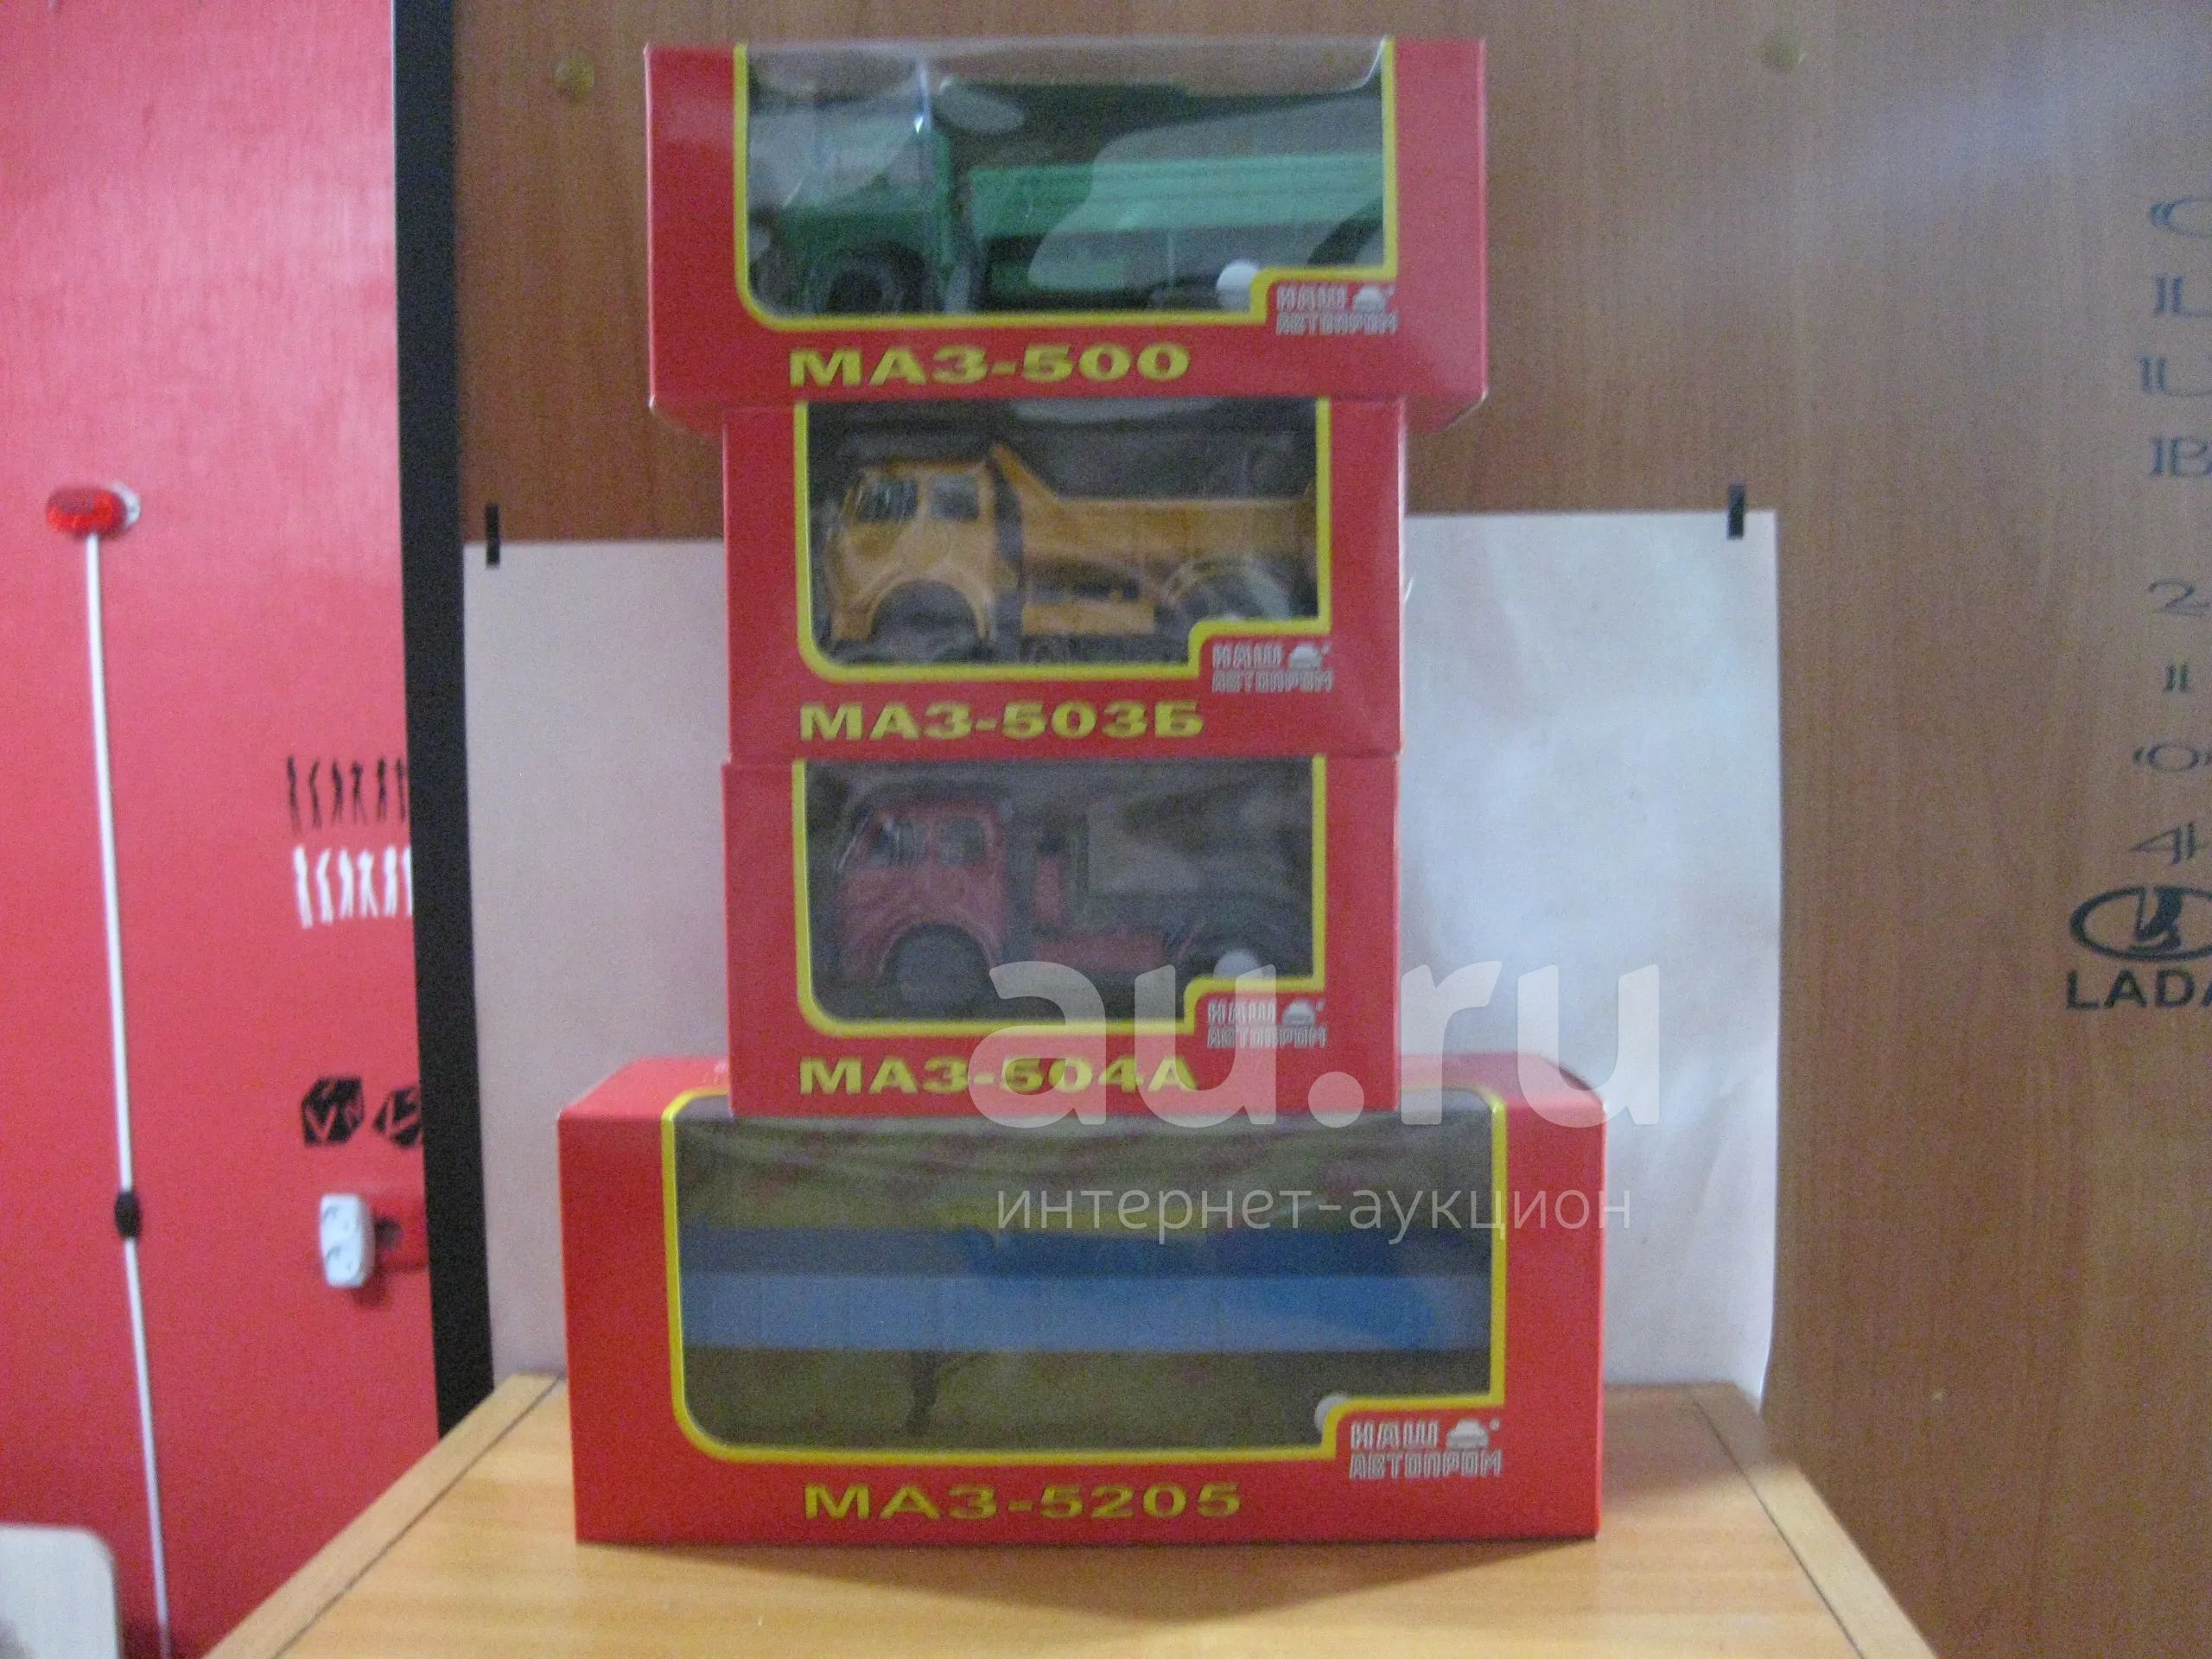 НАШ
АВТОПРОМ
МАЗ-500
НАШ
АВТОПРОМ
МАЗ-503Б
НАШ
АВТОПРОМ
МАЗ-504А
НАШ
АВТОПРОМ
МАЗ-5205
au.ru
интернет-аукцион
LADA